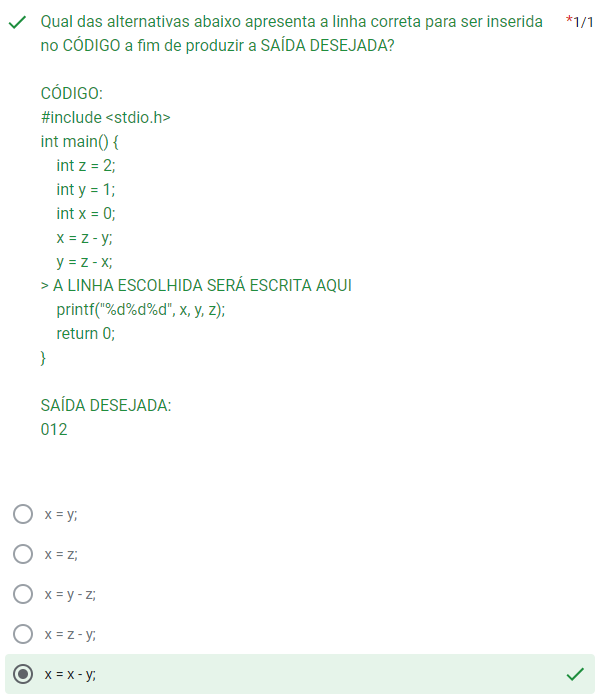 Qual das alternativas abaixo apresenta a linha correta para ser inserida *1/1
no CÓDIGO a fim de produzir a SAÍDA DESEJADA?
CÓDIGO:
#include <stdio.h>
int main() {
int z = 2;
int y = 1;
int x = 0;
x = z - y;
y = z - x;
> A LINHA ESCOLHIDA SERÁ ESCRITA AQUI
printf("%d%d%d", x, y, z);
return 0;
}
SAÍDA DESEJADA:
012
x = y;
x = z;
x = y - z;
x = z - y;
x = x - y;